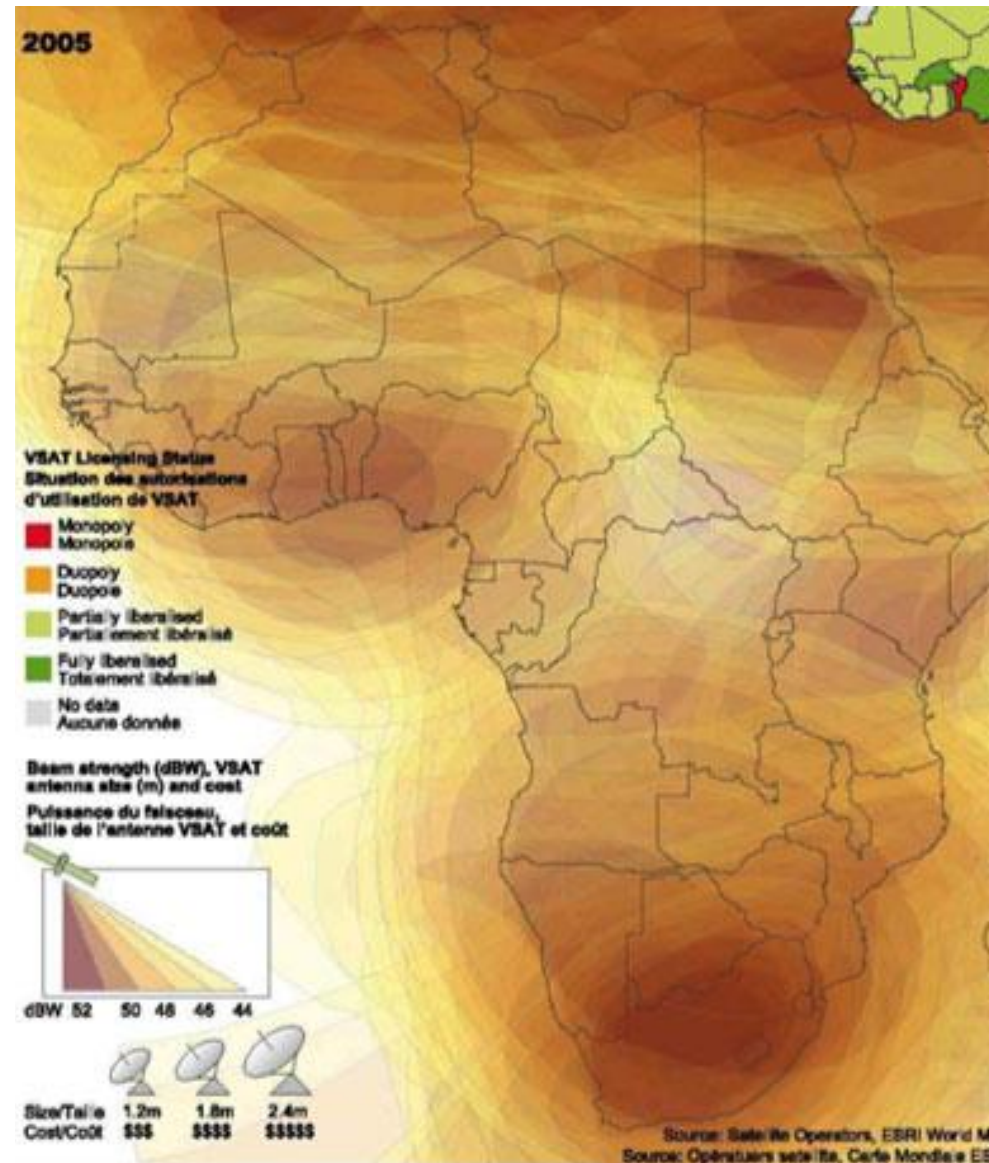 2005
VSAT Licensing Status
Situation des autorisations
d'utilisation de VSAT
Monopoly
Monopole
Duopoly
Duopole
Partially liberalised
Partiallement libéralisé
Fully liberalised
Totalement libéralisé
No data
Aucune donnée
Beam strength (dBW), VSAT
antenna size (m) and cost
Puissance du faisceau,
taille de l'antenne VSAT et coût
dBW 52 50 48 46 44
Size/Taille 1.2m 1.8m 2.4m
Cost/Coût $$$ $$$$ $$$$$
Source: Satellite Operators, ESRI World M
Source: Opératuers satellite, Carte Mondiale ES